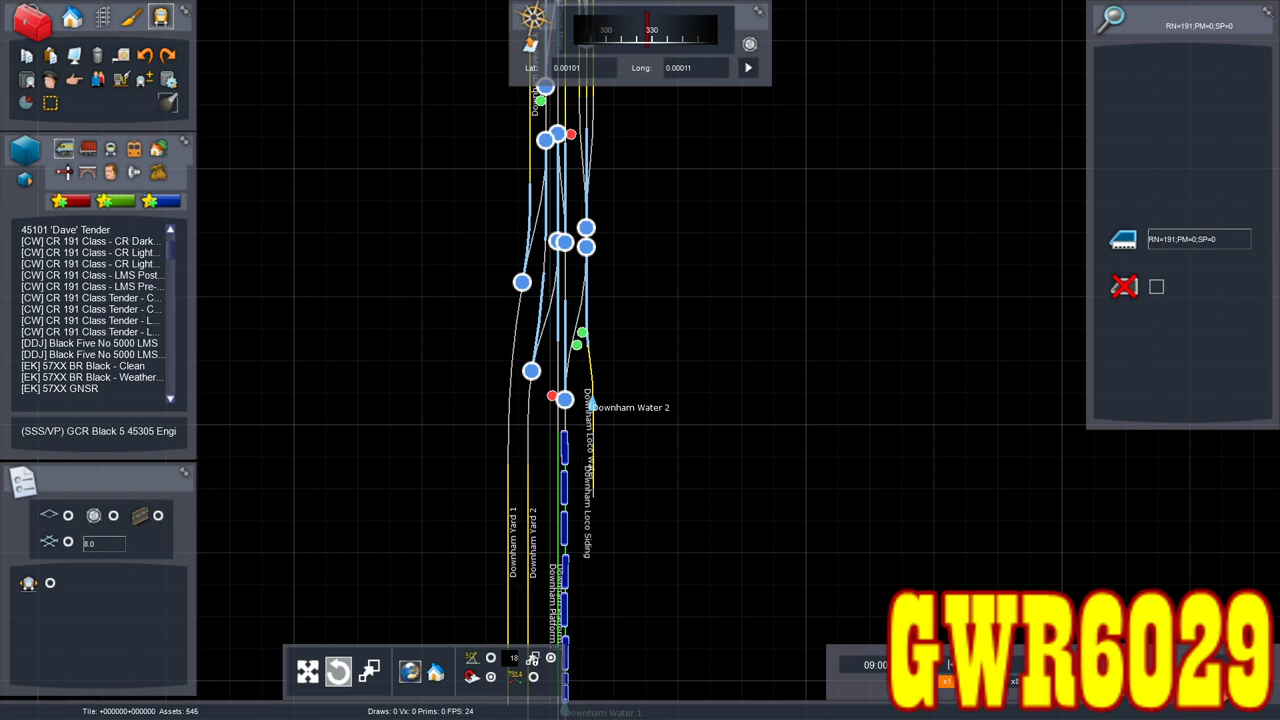 300
330
Lat:
0.00101
Long:
0.00011
RN=191;PM=0;SP=0
RN=191;PM=0;SP=0
45101 'Dave' Tender
[CW] CR 191 Class - CR Dark...
[CW] CR 191 Class - CR Light...
[CW] CR 191 Class - CR Light...
[CW] CR 191 Class - LMS Post...
[CW] CR 191 Class - LMS Pre-...
[CW] CR 191 Class Tender - C...
[CW] CR 191 Class Tender - C...
[CW] CR 191 Class Tender - L...
[CW] CR 191 Class Tender - L...
[DDJ] Black Five No 5000 LMS
[DDJ] Black Five No 5000 LMS
[EK] 57XX BR Black - Clean
[EK] 57XX BR Black - Weather...
[EK] 57XX GNSR
(SSS/VP) GCR Black 5 45305 Engi
8.0
Downham Water 2
Downham Loco Siding
Downham Yard 1
Downham Yard 2
Downham Platform
18
TSL4
09:00
x1
x8
Tile: +000000+000000 Assets: 545
Draws: 0 Vx: 0 Prims: 0 FPS: 24
Downham Water 1
GWR6029